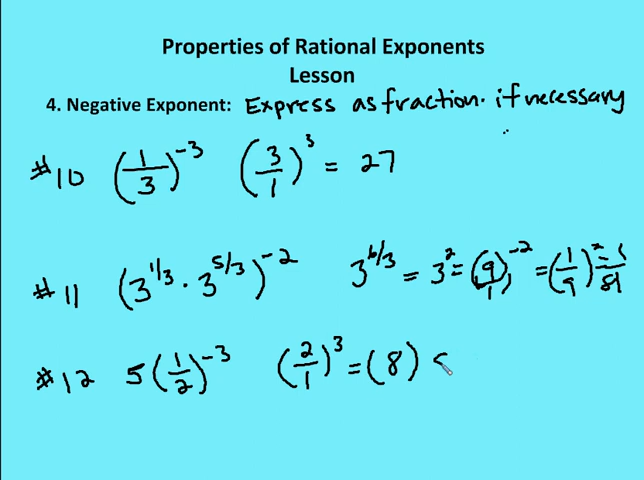 Properties of Rational Exponents
Lesson
4. Negative Exponent: Express as fraction. if necessary
#10 (1/3)^-3 (3/1)^3 = 27
#11 (3^1/3 · 3^5/3)^-2 3^6/3 = 3^2 = (9/1)^-2 = (1/9)^2 = 1/81
#12 5(1/2)^-3 (2/1)^3 = (8)